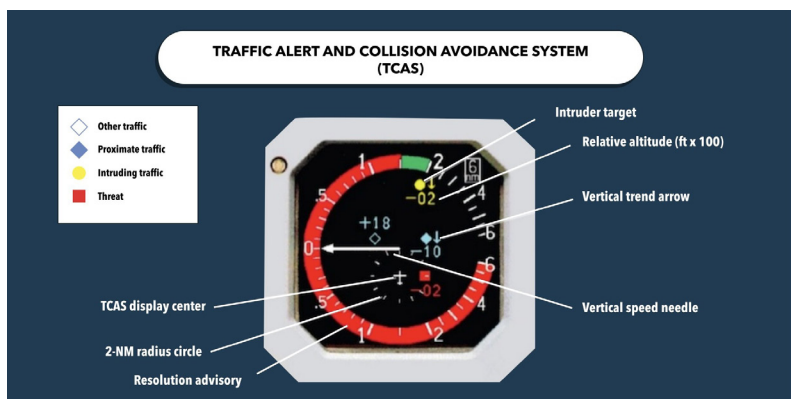 TRAFFIC ALERT AND COLLISION AVOIDANCE SYSTEM
(TCAS)
Other traffic
Proximate traffic
Intruding traffic
Threat
Intruder target
Relative altitude (ft x 100)
Vertical trend arrow
Vertical speed needle
TCAS display center
2-NM radius circle
Resolution advisory
1
2
6
nm
.5
4
-02
+18
6
0
-10
6
-02
.5
4
1
2